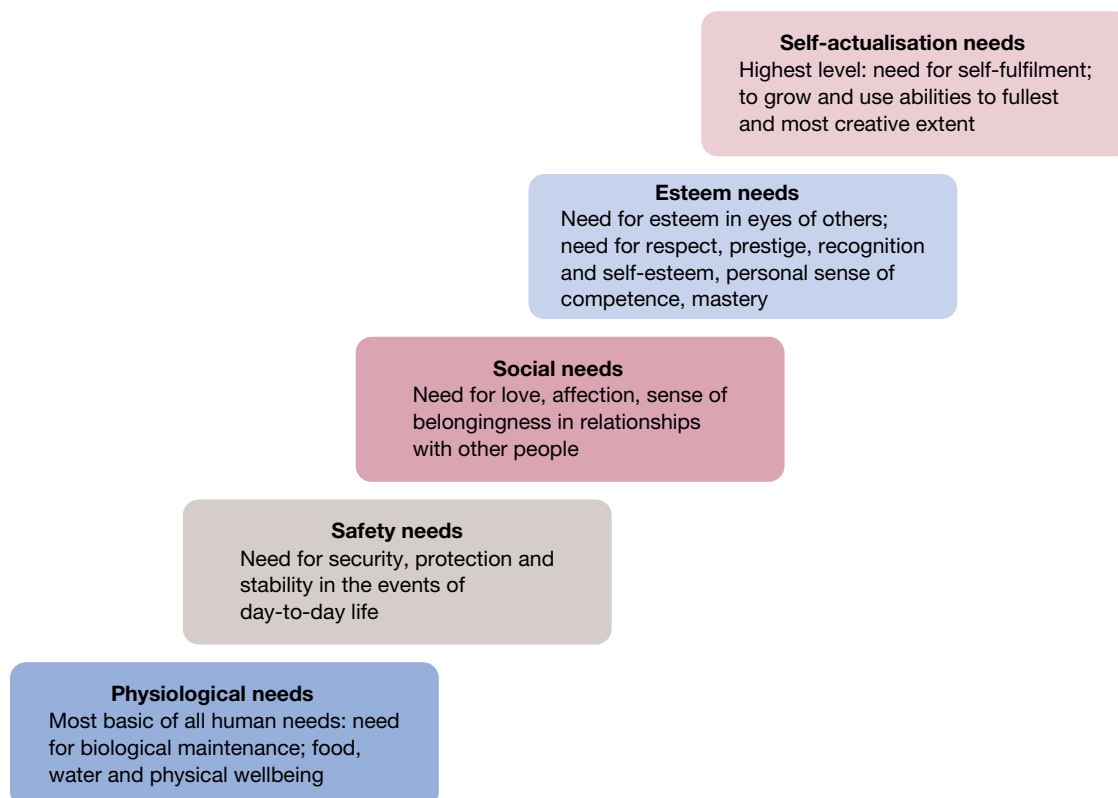 Self-actualisation needs
Highest level: need for self-fulfilment;
to grow and use abilities to fullest
and most creative extent
Esteem needs
Need for esteem in eyes of others;
need for respect, prestige, recognition
and self-esteem, personal sense of
competence, mastery
Social needs
Need for love, affection, sense of
belongingness in relationships
with other people
Safety needs
Need for security, protection and
stability in the events of
day-to-day life
Physiological needs
Most basic of all human needs: need
for biological maintenance; food,
water and physical wellbeing